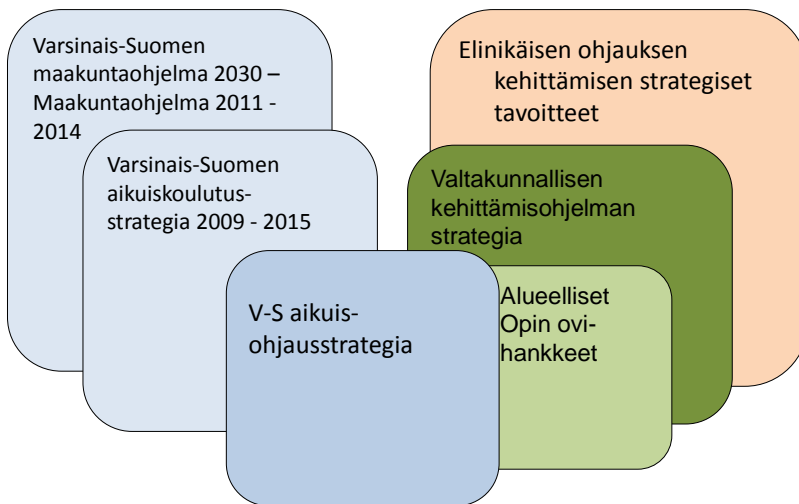 Varsinais-Suomen
maakuntaohjelma 2030 –
Maakuntaohjelma 2011 -
2014
Varsinais-Suomen
aikuiskoulutus-
strategia 2009 - 2015
V-S aikuis-
ohjausstrategia
Elinikäisen ohjauksen
kehittämisen strategiset
tavoitteet
Valtakunnallisen
kehittämisohjelman
strategia
Alueelliset
Opin ovi-
hankkeet